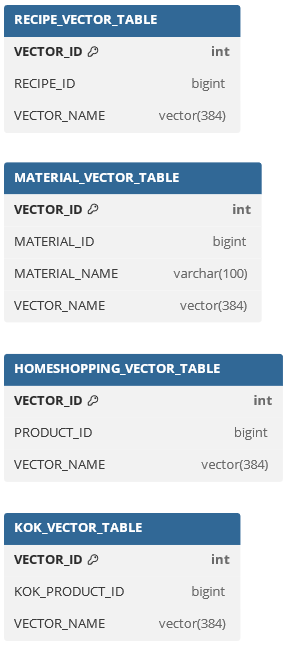 RECIPE_VECTOR_TABLE
VECTOR_ID int
RECIPE_ID bigint
VECTOR_NAME vector(384)
MATERIAL_VECTOR_TABLE
VECTOR_ID int
MATERIAL_ID bigint
MATERIAL_NAME varchar(100)
VECTOR_NAME vector(384)
HOMESHOPPING_VECTOR_TABLE
VECTOR_ID int
PRODUCT_ID bigint
VECTOR_NAME vector(384)
KOK_VECTOR_TABLE
VECTOR_ID int
KOK_PRODUCT_ID bigint
VECTOR_NAME vector(384)